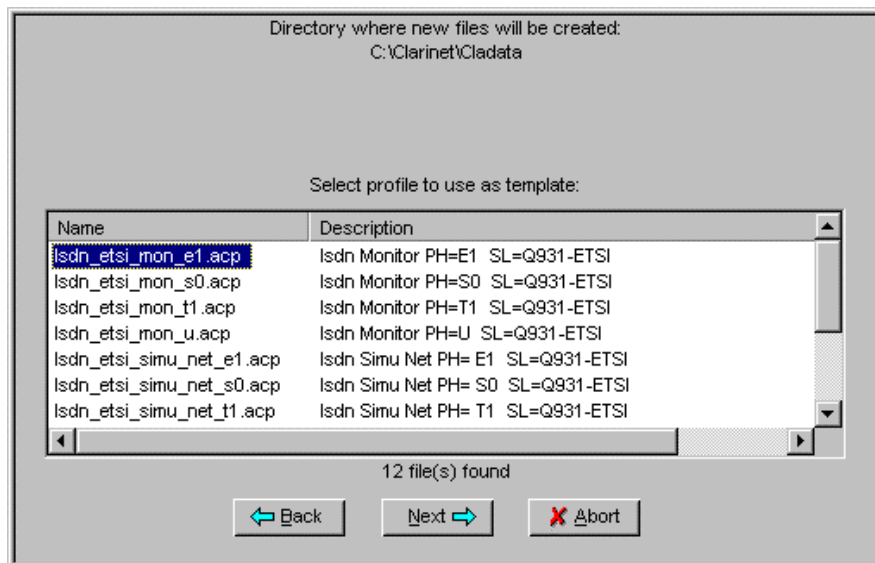 Directory where new files will be created:
C:\Clarinet\Cladata
Select profile to use as template:
Name Description
Isdn_etsi_mon_e1.acp Isdn Monitor PH=E1 SL=Q931-ETSI
Isdn_etsi_mon_s0.acp Isdn Monitor PH=S0 SL=Q931-ETSI
Isdn_etsi_mon_t1.acp Isdn Monitor PH=T1 SL=Q931-ETSI
Isdn_etsi_mon_u.acp Isdn Monitor PH=U SL=Q931-ETSI
Isdn_etsi_simu_net_e1.acp Isdn Simu Net PH= E1 SL=Q931-ETSI
Isdn_etsi_simu_net_s0.acp Isdn Simu Net PH= S0 SL=Q931-ETSI
Isdn_etsi_simu_net_t1.acp Isdn Simu Net PH= T1 SL=Q931-ETSI
12 file(s) found
Back Next Abort